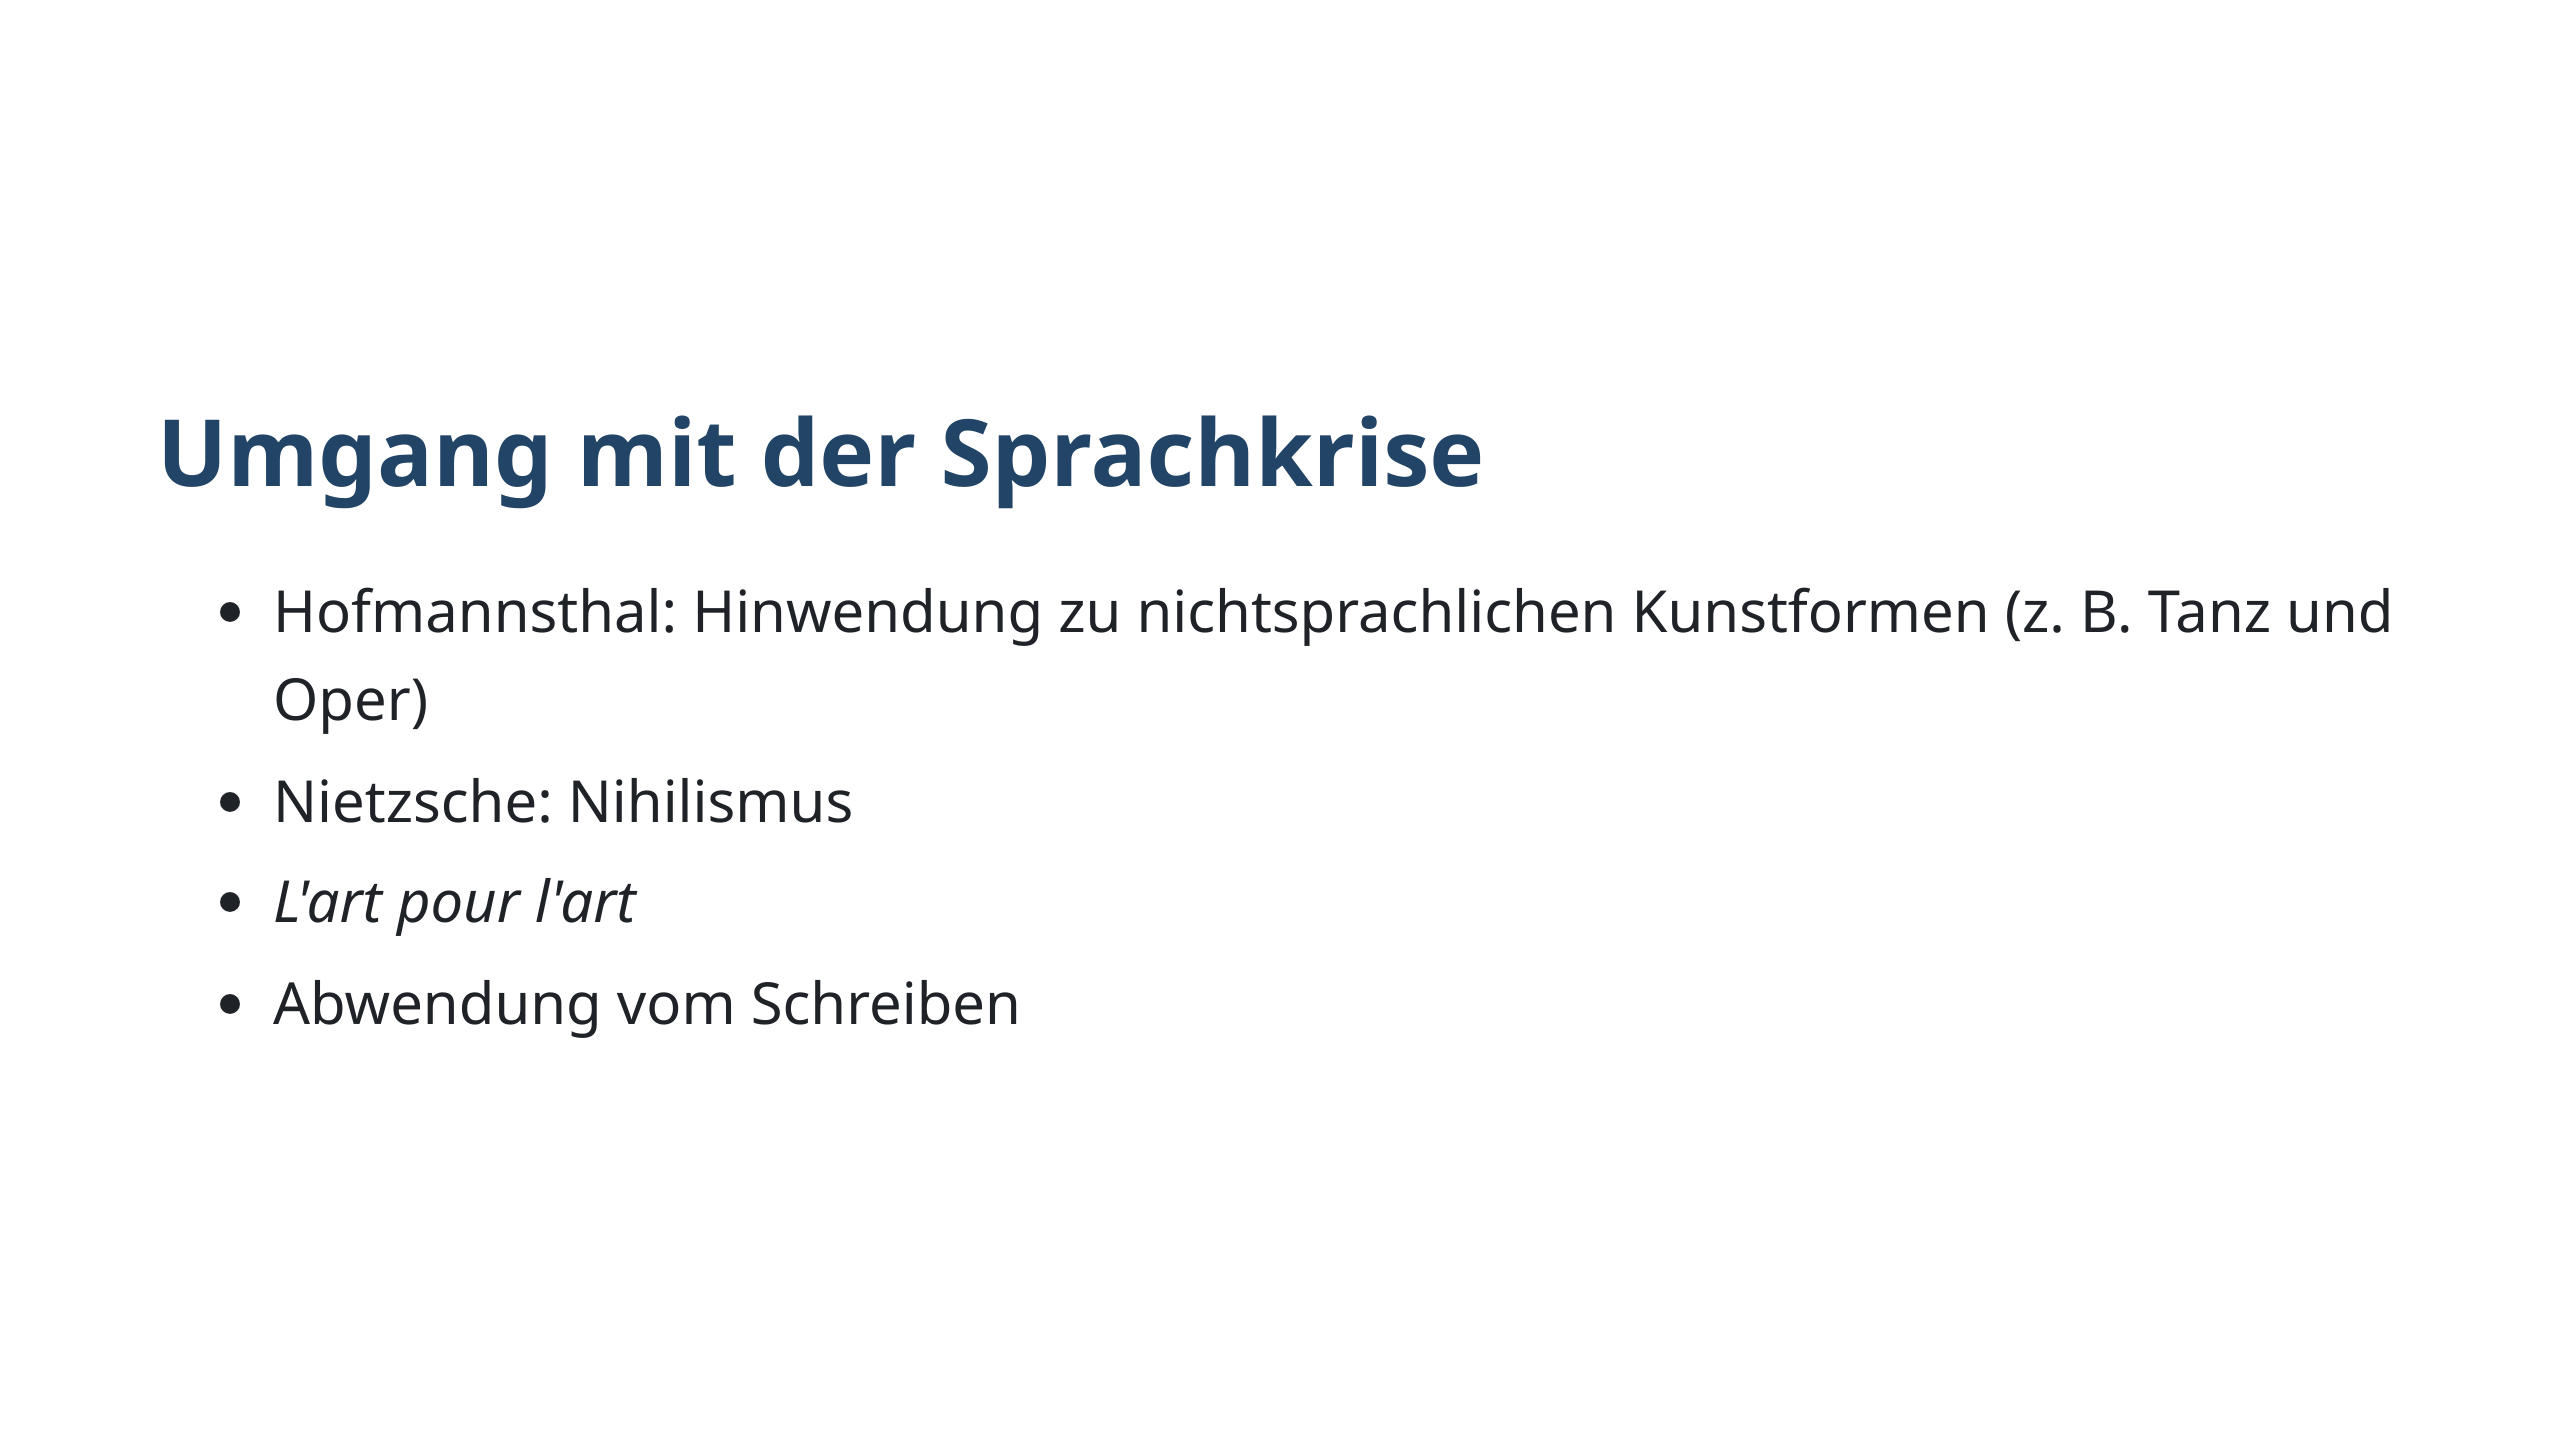 Umgang mit der Sprachkrise
• Hofmannsthal: Hinwendung zu nichtsprachlichen Kunstformen (z. B. Tanz und
Oper)
• Nietzsche: Nihilismus
• L'art pour l'art
• Abwendung vom Schreiben